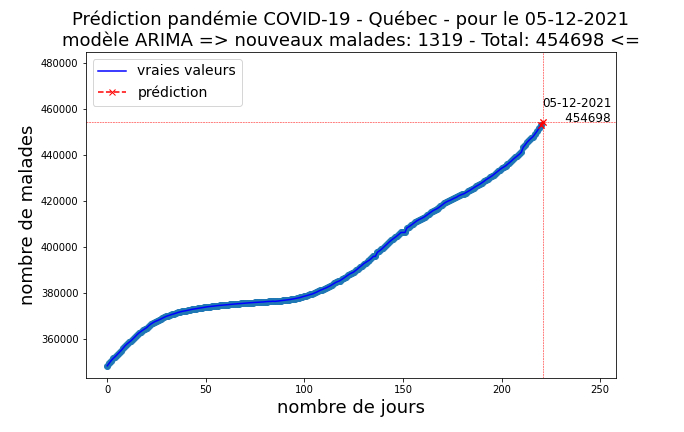 Prédiction pandémie COVID-19 - Québec - pour le 05-12-2021
modèle ARIMA => nouveaux malades: 1319 - Total: 454698 <=
480000
vraies valeurs
prédiction
460000
05-12-2021
454698
440000
420000
400000
380000
360000
nombre de malades
0 50 100 150 200 250
nombre de jours